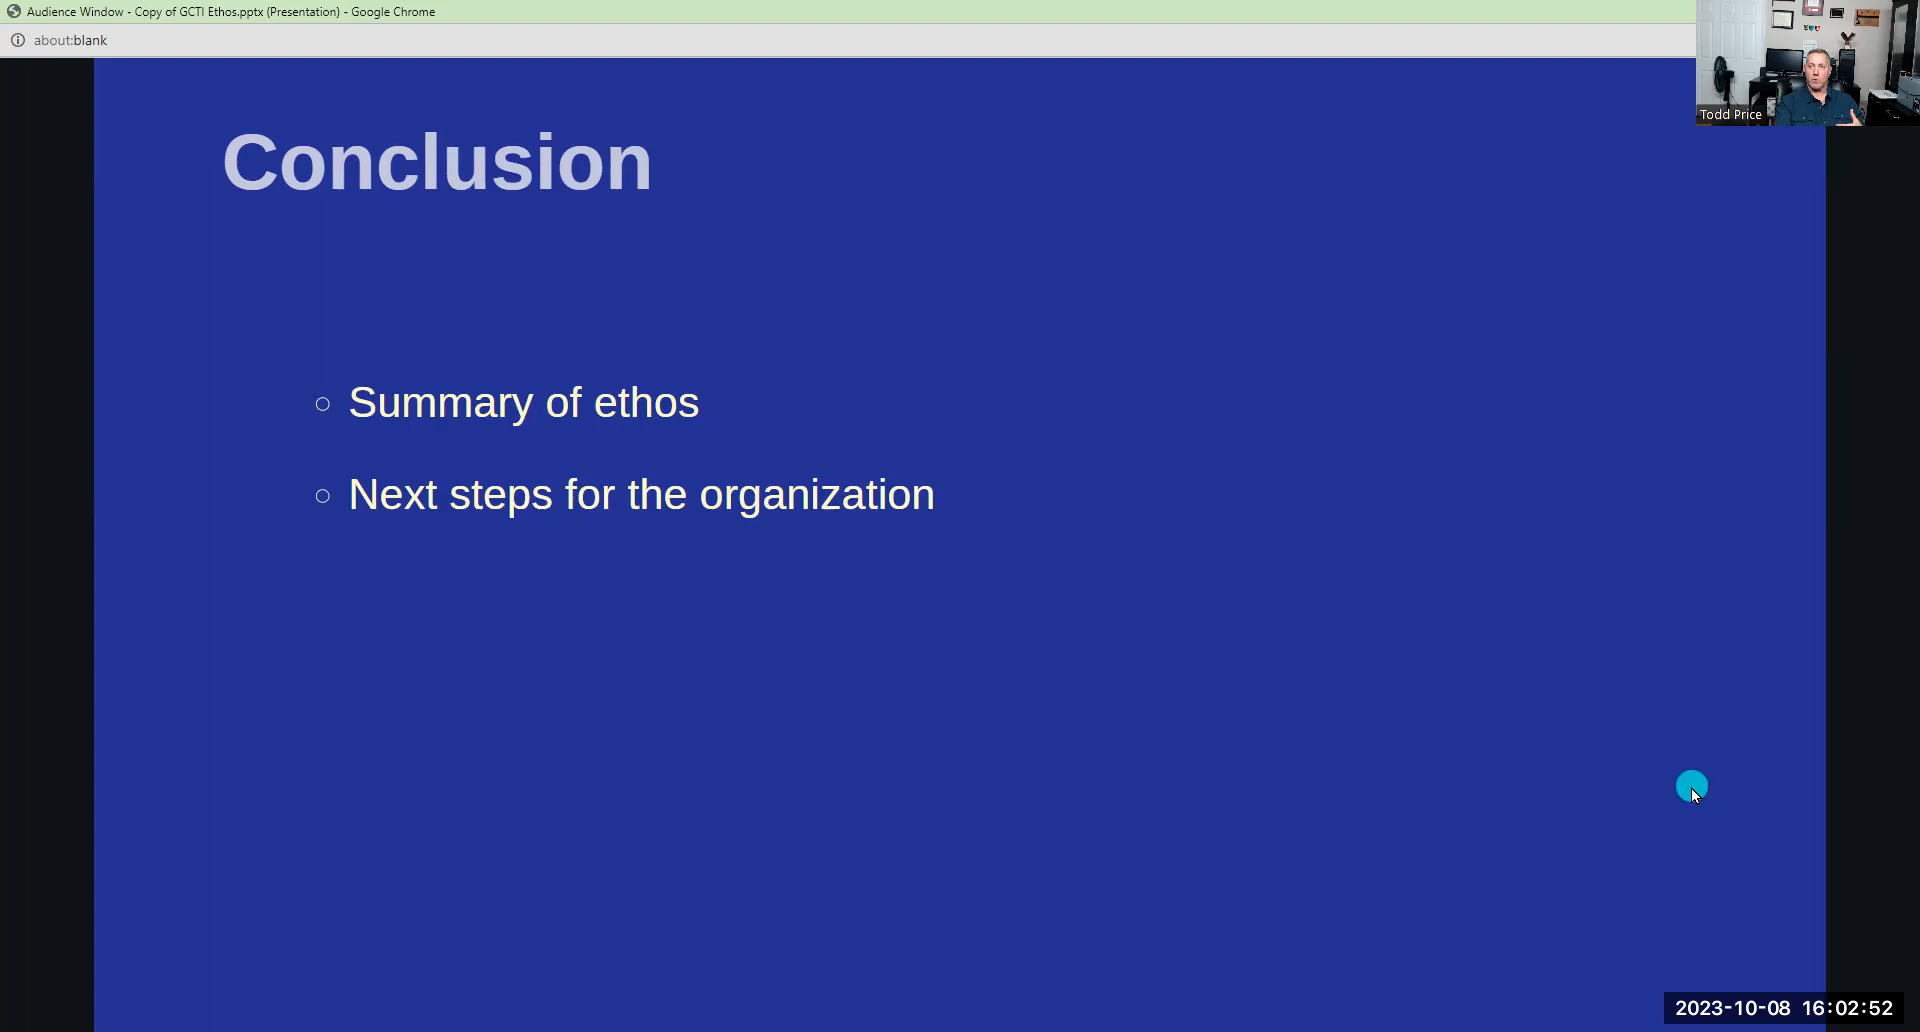 Audience Window - Copy of GCTI Ethos.pptx (Presentation) - Google Chrome
about:blank
Todd Price
Conclusion
Summary of ethos
Next steps for the organization
2023-10-08 16:02:52